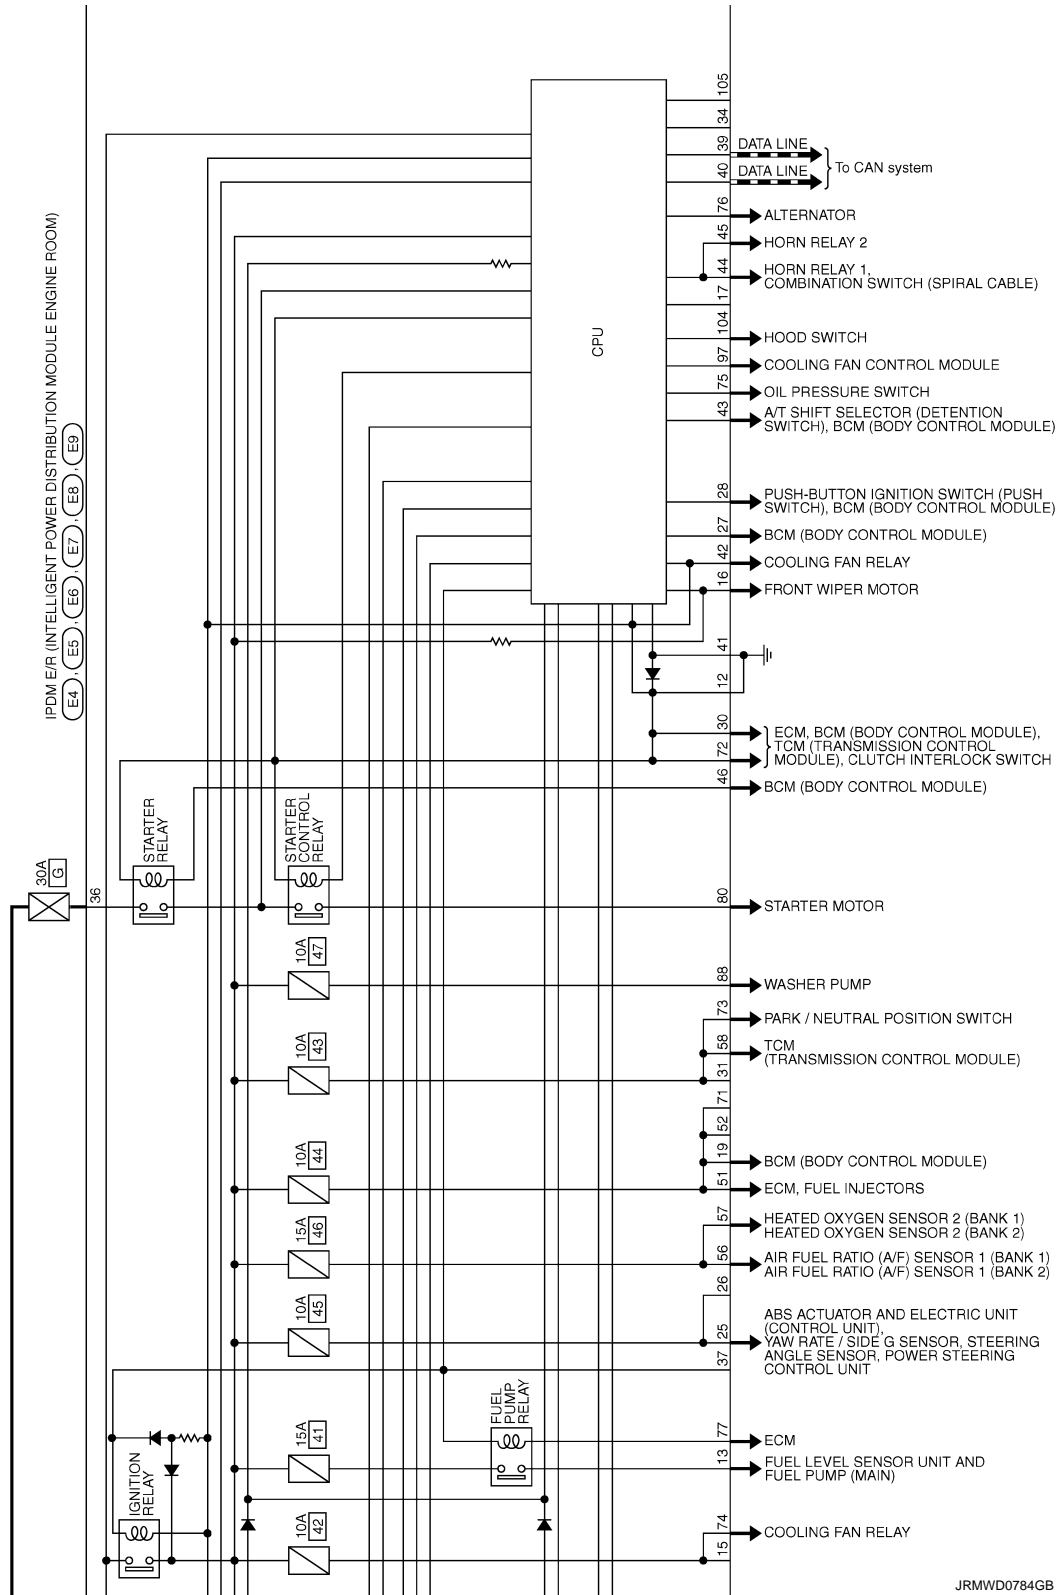 105
34
39
DATA LINE
40
DATA LINE
To CAN system
76
ALTERNATOR
45
HORN RELAY 2
44
HORN RELAY 1,
COMBINATION SWITCH (SPIRAL CABLE)
17
104
HOOD SWITCH
97
COOLING FAN CONTROL MODULE
75
OIL PRESSURE SWITCH
43
A/T SHIFT SELECTOR (DETENTION
SWITCH), BCM (BODY CONTROL MODULE)
CPU
IPDM E/R (INTELLIGENT POWER DISTRIBUTION MODULE ENGINE ROOM)
E4 , E5 , E6 , E7 , E8 , E9
28
PUSH-BUTTON IGNITION SWITCH (PUSH
SWITCH), BCM (BODY CONTROL MODULE)
27
BCM (BODY CONTROL MODULE)
42
COOLING FAN RELAY
16
FRONT WIPER MOTOR
41
12
30
72
ECM, BCM (BODY CONTROL MODULE),
TCM (TRANSMISSION CONTROL
MODULE), CLUTCH INTERLOCK SWITCH
46
BCM (BODY CONTROL MODULE)
STARTER
RELAY
STARTER
CONTROL
RELAY
30A
G
36
80
STARTER MOTOR
10A
47
88
WASHER PUMP
73
PARK / NEUTRAL POSITION SWITCH
10A
43
58
TCM
(TRANSMISSION CONTROL MODULE)
31
71
52
10A
44
19
BCM (BODY CONTROL MODULE)
51
ECM, FUEL INJECTORS
57
HEATED OXYGEN SENSOR 2 (BANK 1)
HEATED OXYGEN SENSOR 2 (BANK 2)
15A
46
56
AIR FUEL RATIO (A/F) SENSOR 1 (BANK 1)
AIR FUEL RATIO (A/F) SENSOR 1 (BANK 2)
26
10A
45
25
ABS ACTUATOR AND ELECTRIC UNIT
(CONTROL UNIT),
YAW RATE / SIDE G SENSOR, STEERING
ANGLE SENSOR, POWER STEERING
CONTROL UNIT
37
FUEL
PUMP
RELAY
15A
41
77
ECM
13
FUEL LEVEL SENSOR UNIT AND
FUEL PUMP (MAIN)
IGNITION
RELAY
10A
42
74
COOLING FAN RELAY
15
JRMWD0784GB